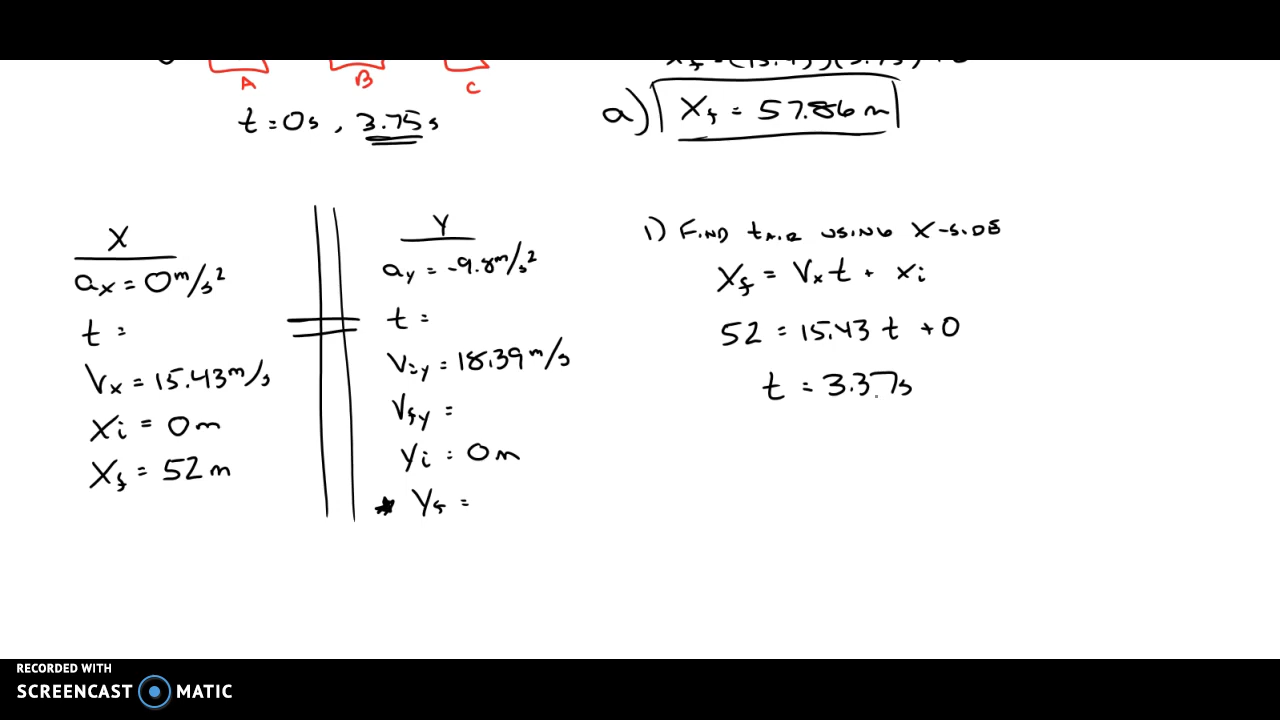 A B C
t = 0s , 3.75 s
a) Xf = 57.86 m
X
ax = 0 m/s²
t =
Vx = 15.43 m/s
Xi = 0 m
Xf = 52 m
Y
ay = -9.8 m/s²
t =
Viy = 18.39 m/s
Vfy =
Yi = 0 m
* Yf =
1) FIND tAIR USING X-SIDE
Xf = Vx t + xi
52 = 15.43 t + 0
t = 3.37s
RECORDED WITH
SCREENCAST MATIC